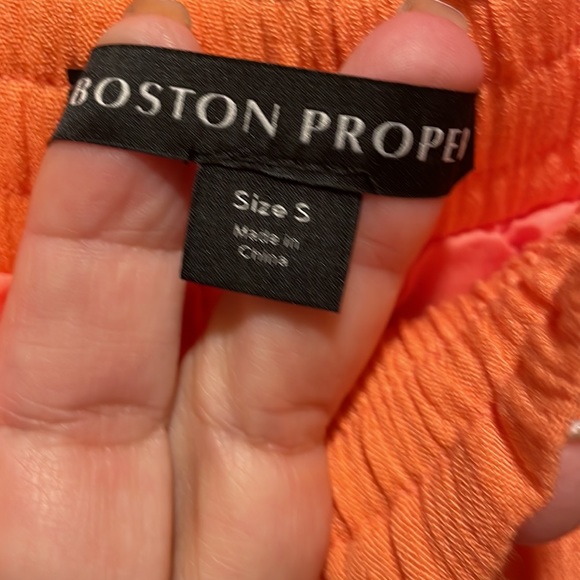 BOSTON PROPE
Size S
Made in
China